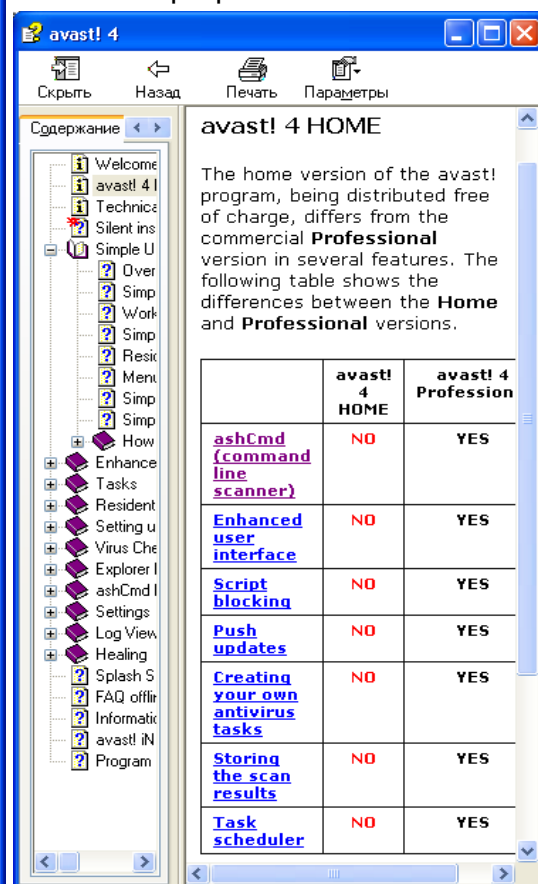 avast! 4
Скрыть Назад Печать Параметры
Содержание
Welcome
avast! 4 l
Technica
Silent ins
Simple U
Over
Simp
Work
Simp
Resid
Menu
Simp
Simp
How
Enhance
Tasks
Resident
Setting u
Virus Che
Explorer l
ashCmd l
Settings
Log View
Healing
Splash S
FAQ offlin
Informatic
avast! iN
Program
avast! 4 HOME
The home version of the avast!
program, being distributed free
of charge, differs from the
commercial Professional
version in several features. The
following table shows the
differences between the Home
and Professional versions.
avast!
4
HOME
avast! 4
Profession
ashCmd
(command
line
scanner)
NO YES
Enhanced
user
interface
NO YES
Script
blocking
NO YES
Push
updates
NO YES
Creating
your own
antivirus
tasks
NO YES
Storing
the scan
results
NO YES
Task
scheduler
NO YES